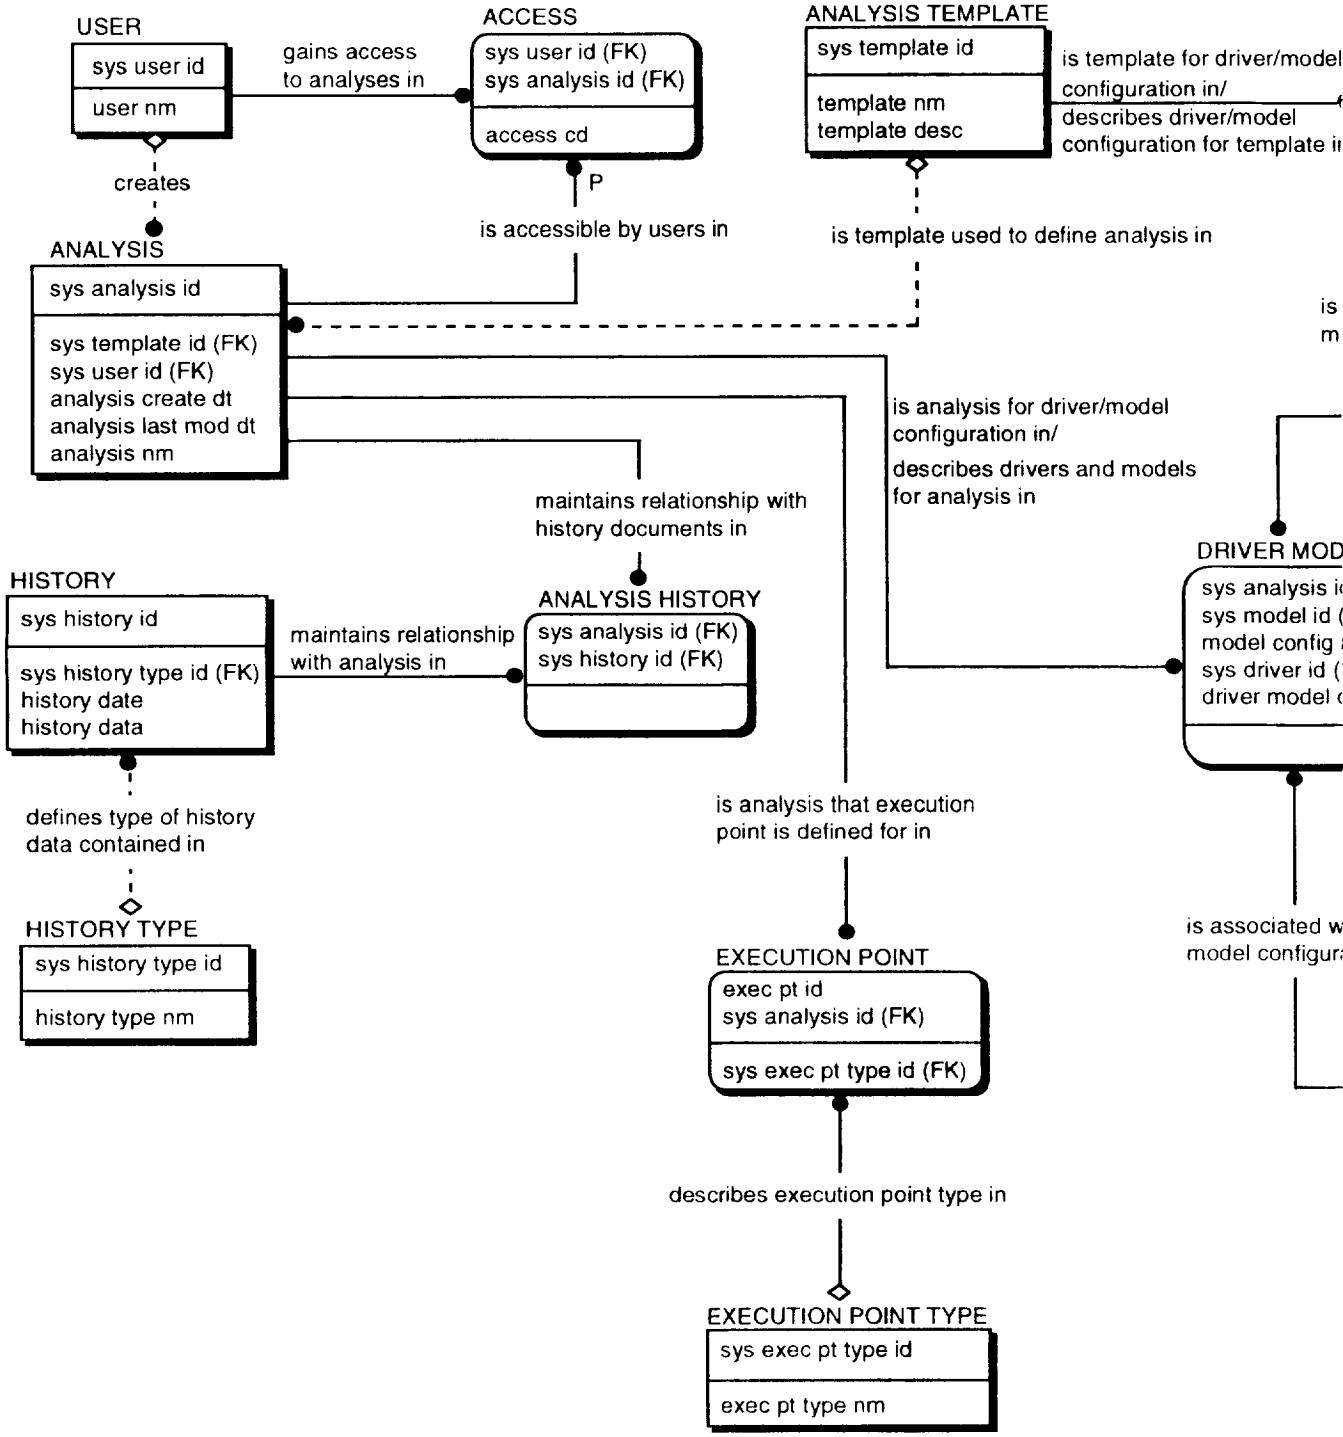 USER
sys user id
user nm
gains access
to analyses in
ACCESS
sys user id (FK)
sys analysis id (FK)
access cd
ANALYSIS TEMPLATE
sys template id
template nm
template desc
is template for driver/model
configuration in/
describes driver/model
configuration for template
creates
P
is accessible by users in
is template used to define analysis in
ANALYSIS
sys analysis id
sys template id (FK)
sys user id (FK)
analysis create dt
analysis last mod dt
analysis nm
is
is analysis for driver/model
configuration in/
describes drivers and models
for analysis in
maintains relationship with
history documents in
HISTORY
sys history id
sys history type id (FK)
history date
history data
maintains relationship
with analysis in
ANALYSIS HISTORY
sys analysis id (FK)
sys history id (FK)
DRIVER MOD
sys analysis
sys model id (
model config
sys driver id (
driver model
defines type of history
data contained in
is analysis that execution
point is defined for in
HISTORY TYPE
sys history type id
history type nm
is associated
model
EXECUTION POINT
exec pt id
sys analysis id (FK)
sys exec pt type id (FK)
describes execution point type in
EXECUTION POINT TYPE
sys exec pt type id
exec pt type nm